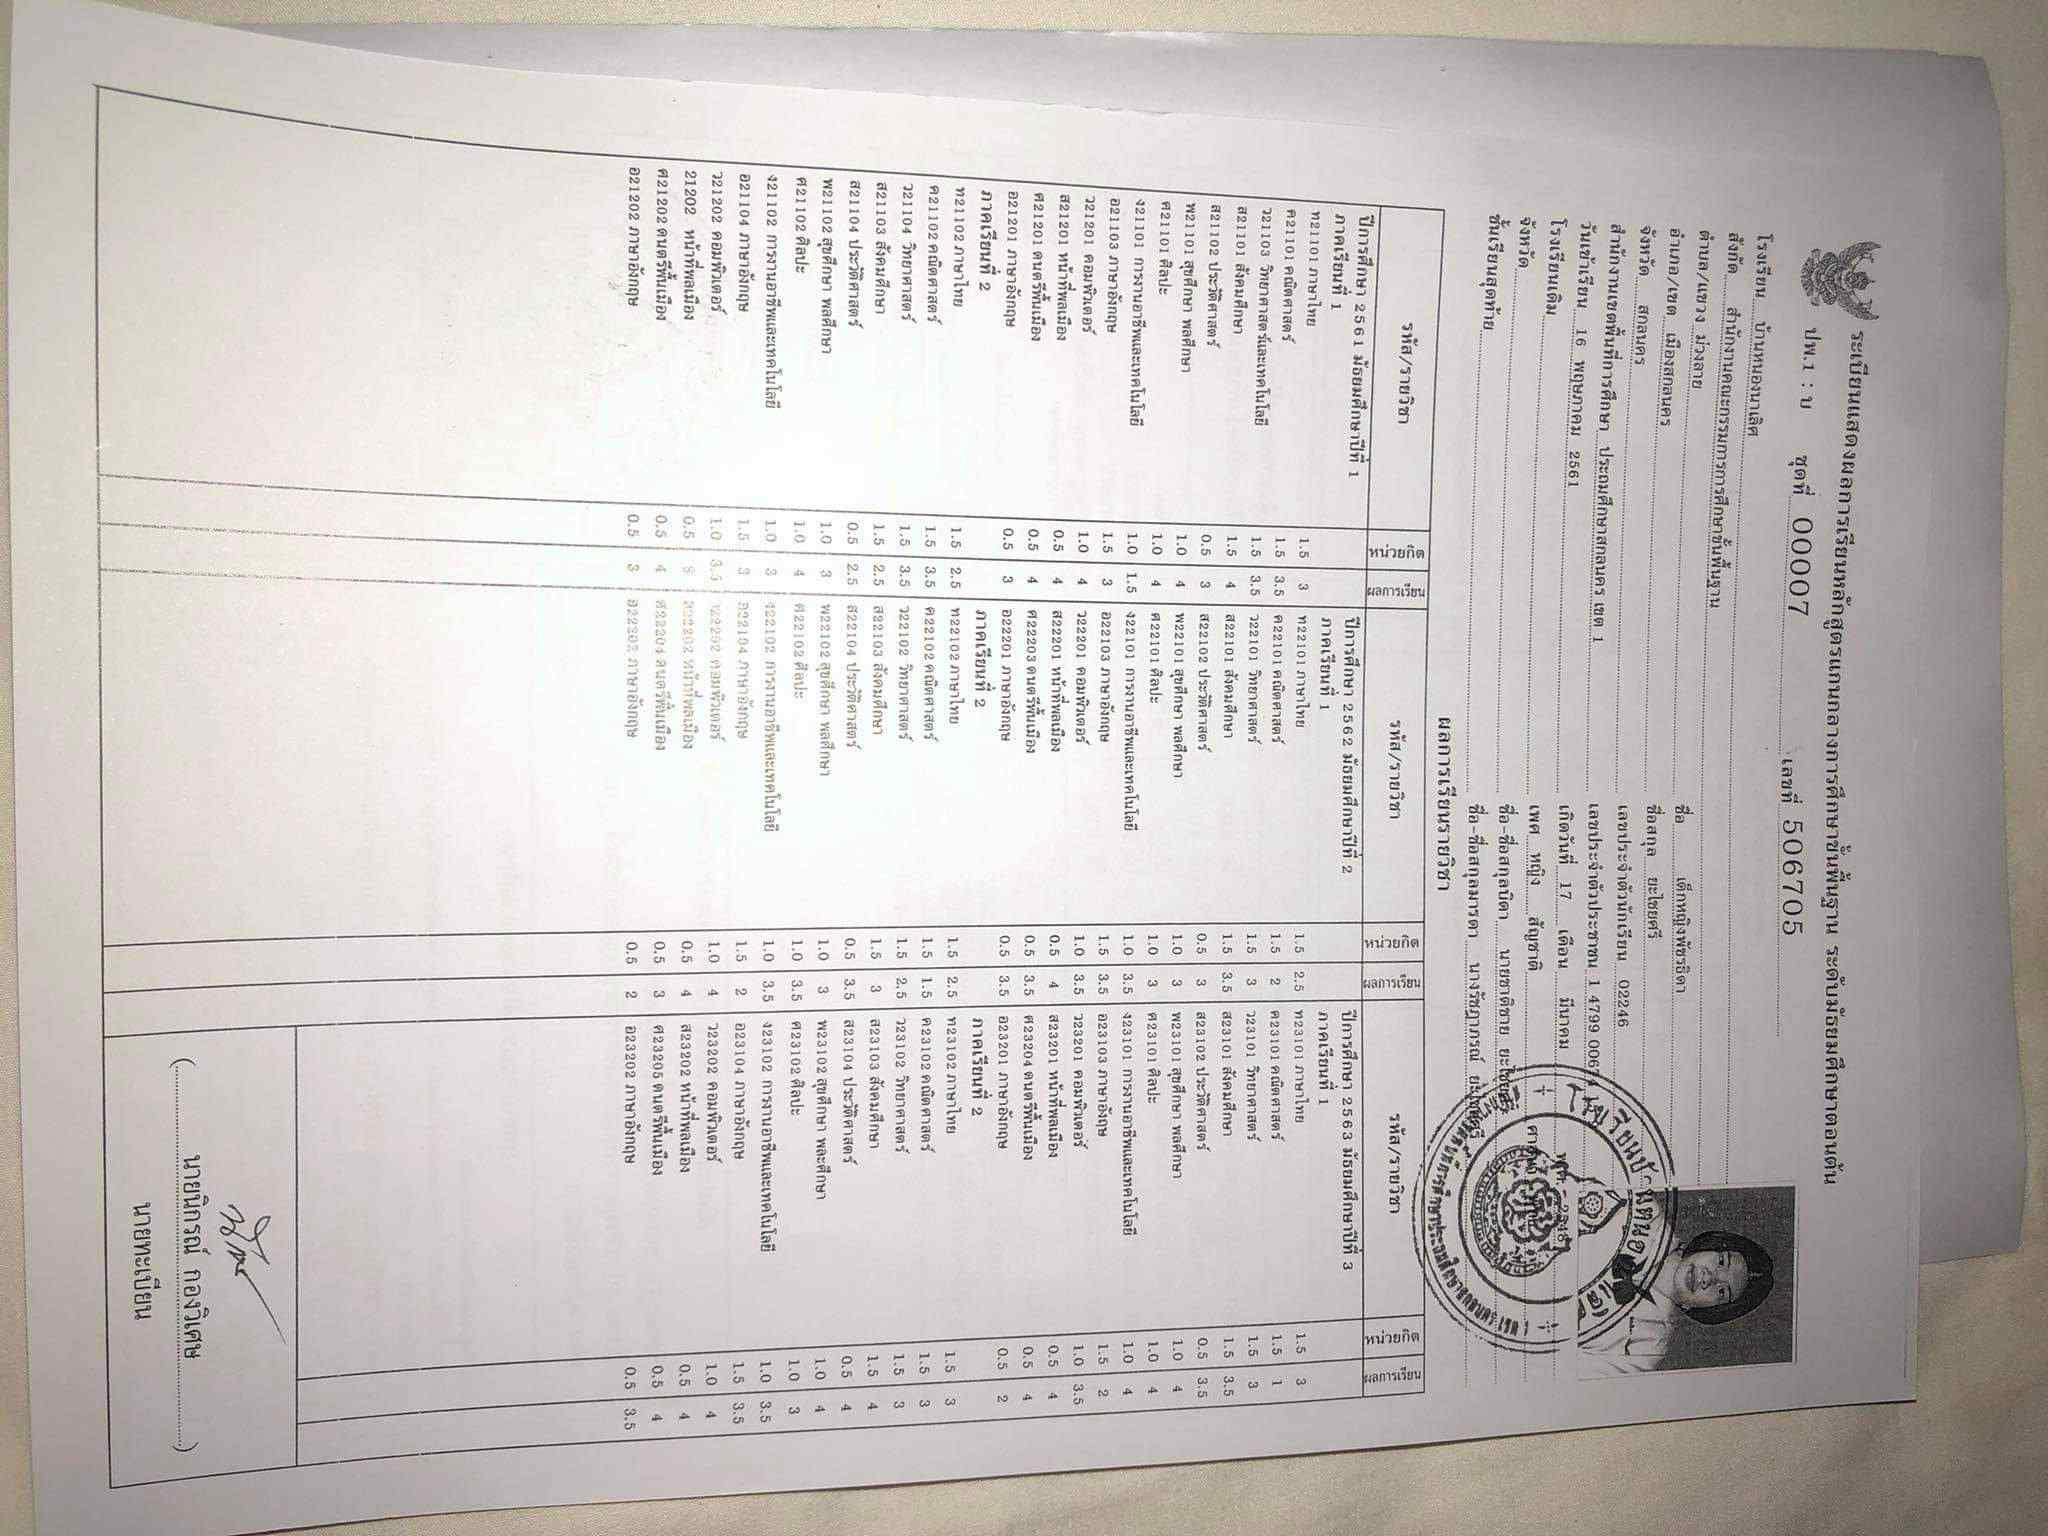 ระเบียนแสดงผลการเรียนหลักสูตรแกนกลางการศึกษาขั้นพื้นฐาน ระดับมัธยมศึกษาตอนต้น
ปพ.1 : บ ชุดที่ 00007 เลขที่ 506705
โรงเรียน บ้านหนองนาเลิศ
สังกัด สำนักงานคณะกรรมการการศึกษาขั้นพื้นฐาน
ตำบล/แขวง ม่วงลาย
อำเภอ/เขต เมืองสกลนคร
จังหวัด สกลนคร
สำนักงานเขตพื้นที่การศึกษา ประถมศึกษาสกลนคร เขต 1
วันเข้าเรียน 16 พฤษภาคม 2561
โรงเรียนเดิม
จังหวัด
ชั้นเรียนสุดท้าย
ชื่อ เด็กหญิงพัชรธิดา
ชื่อสกุล ยะไชยศรี
เลขประจำตัวนักเรียน 02246
เลขประจำตัวประชาชน 1 4799 0067
เกิดวันที่ 17 เดือน มีนาคม พ.ศ.
เพศ หญิง สัญชาติ
ชื่อ-ชื่อสกุลบิดา นายชาติชาย
ชื่อ-ชื่อสกุลมารดา นางรัชฎาภรณ์
ผลการเรียนรายวิชา
รหัส/รายวิชา หน่วยกิต ผลการเรียน
ปีการศึกษา 2561 มัธยมศึกษาปีที่ 1
ภาคเรียนที่ 1
ท21101 ภาษาไทย 1.5 3
ค21101 คณิตศาสตร์ 1.5 3.5
ว21103 วิทยาศาสตร์และเทคโนโลยี 1.5 3.5
ส21101 สังคมศึกษา 1.5 4
ส21102 ประวัติศาสตร์ 0.5 3
พ21101 สุขศึกษา พลศึกษา 1.0 4
ศ21101 ศิลปะ 1.0 4
ง21101 การงานอาชีพและเทคโนโลยี 1.0 1.5
อ21103 ภาษาอังกฤษ 1.5 3
ว21201 คอมพิวเตอร์ 1.0 4
ส21201 หน้าที่พลเมือง 0.5 4
ศ21201 ดนตรีพื้นเมือง 0.5 4
อ21201 ภาษาอังกฤษ 0.5 3
ภาคเรียนที่ 2
ท21102 ภาษาไทย 1.5 2.5
ค21102 คณิตศาสตร์ 1.5 3.5
ว21104 วิทยาศาสตร์ 1.5 3.5
ส21103 สังคมศึกษา 1.5 2.5
ส21104 ประวัติศาสตร์ 0.5 2.5
พ21102 สุขศึกษา พลศึกษา 1.0 3
ศ21102 ศิลปะ 1.0 4
ง21102 การงานอาชีพและเทคโนโลยี 1.0 3
อ21104 ภาษาอังกฤษ 1.5 3
ว21202 คอมพิวเตอร์ 1.0 3.5
21202 หน้าที่พลเมือง 0.5
ศ21202 ดนตรีพื้นเมือง 0.5 4
อ21202 ภาษาอังกฤษ 0.5 3
รหัส/รายวิชา หน่วยกิต ผลการเรียน
ปีการศึกษา 2562 มัธยมศึกษาปีที่ 2
ภาคเรียนที่ 1
ท22101 ภาษาไทย 1.5 2.5
ค22101 คณิตศาสตร์ 1.5 2
ว22101 วิทยาศาสตร์ 1.5 3
ส22101 สังคมศึกษา 1.5 3.5
ส22102 ประวัติศาสตร์ 0.5 3
พ22101 สุขศึกษา พลศึกษา 1.0 3
ศ22101 ศิลปะ 1.0 3
ง22101 การงานอาชีพและเทคโนโลยี 1.0 3.5
อ22103 ภาษาอังกฤษ 1.5 3.5
ว22201 คอมพิวเตอร์ 1.0 3.5
ส22201 หน้าที่พลเมือง 0.5 4
ศ22203 ดนตรีพื้นเมือง 0.5 3.5
อ22201 ภาษาอังกฤษ 0.5 3.5
ภาคเรียนที่ 2
ท22102 ภาษาไทย 1.5 2.5
ค22102 คณิตศาสตร์ 1.5 1.5
ว22102 วิทยาศาสตร์ 1.5 2.5
ส22103 สังคมศึกษา 1.5 3
ส22104 ประวัติศาสตร์ 0.5 3.5
พ22102 สุขศึกษา พลศึกษา 1.0 3
ศ22102 ศิลปะ 1.0 3.5
ง22102 การงานอาชีพและเทคโนโลยี 1.0 3.5
อ22104 ภาษาอังกฤษ 1.5 2
ว22202 คอมพิวเตอร์ 1.0 4
ส22202 หน้าที่พลเมือง 0.5 4
ศ22204 ดนตรีพื้นเมือง 0.5 3
อ22202 ภาษาอังกฤษ 0.5 2
รหัส/รายวิชา หน่วยกิต ผลการเรียน
ปีการศึกษา 2563 มัธยมศึกษาปีที่ 3
ภาคเรียนที่ 1
ท23101 ภาษาไทย 1.5 3
ค23101 คณิตศาสตร์ 1.5 1
ว23101 วิทยาศาสตร์ 1.5 3
ส23101 สังคมศึกษา 1.5 3.5
ส23102 ประวัติศาสตร์ 0.5 3.5
พ23101 สุขศึกษา พลศึกษา 1.0 4
ศ23101 ศิลปะ 1.0 4
ง23101 การงานอาชีพและเทคโนโลยี 1.0 4
อ23103 ภาษาอังกฤษ 1.5 2
ว23201 คอมพิวเตอร์ 1.0 3.5
ส23201 หน้าที่พลเมือง 0.5 4
ศ23204 ดนตรีพื้นเมือง 0.5 4
อ23201 ภาษาอังกฤษ 0.5 2
ภาคเรียนที่ 2
ท23102 ภาษาไทย 1.5 3
ค23102 คณิตศาสตร์ 1.5 3
ว23102 วิทยาศาสตร์ 1.5 3
ส23103 สังคมศึกษา 1.5 4
ส23104 ประวัติศาสตร์ 0.5 4
พ23102 สุขศึกษา พละศึกษา 1.0 4
ศ23102 ศิลปะ 1.0 3
ง23102 การงานอาชีพและเทคโนโลยี 1.0 3.5
อ23104 ภาษาอังกฤษ 1.5 3.5
ว23202 คอมพิวเตอร์ 1.0 4
ส23202 หน้าที่พลเมือง 0.5 4
ศ23205 ดนตรีพื้นเมือง 0.5 4
อ23202 ภาษาอังกฤษ 0.5 3.5
(นายนิกรณ์ กองวิเศษ)
นายทะเบียน